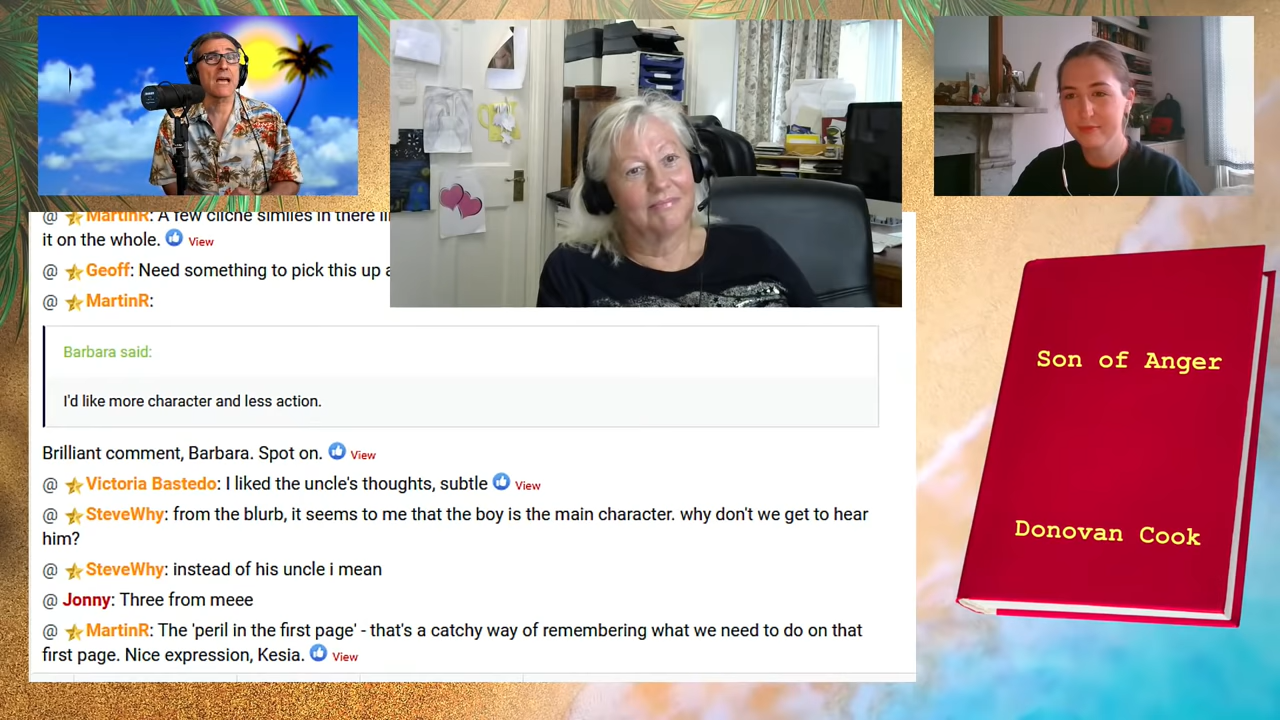 @ MartinR: A few cliche similes in there
it on the whole. View
@ Geoff: Need something to pick this up
@ MartinR:
Barbara said:
I'd like more character and less action.
Brilliant comment, Barbara. Spot on. View
@ Victoria Bastedo: I liked the uncle's thoughts, subtle View
@ SteveWhy: from the blurb, it seems to me that the boy is the main character. why don't we get to hear
him?
@ SteveWhy: instead of his uncle i mean
@ Jonny: Three from meee
@ MartinR: The 'peril in the first page' - that's a catchy way of remembering what we need to do on that
first page. Nice expression, Kesia. View
Son of Anger
Donovan Cook